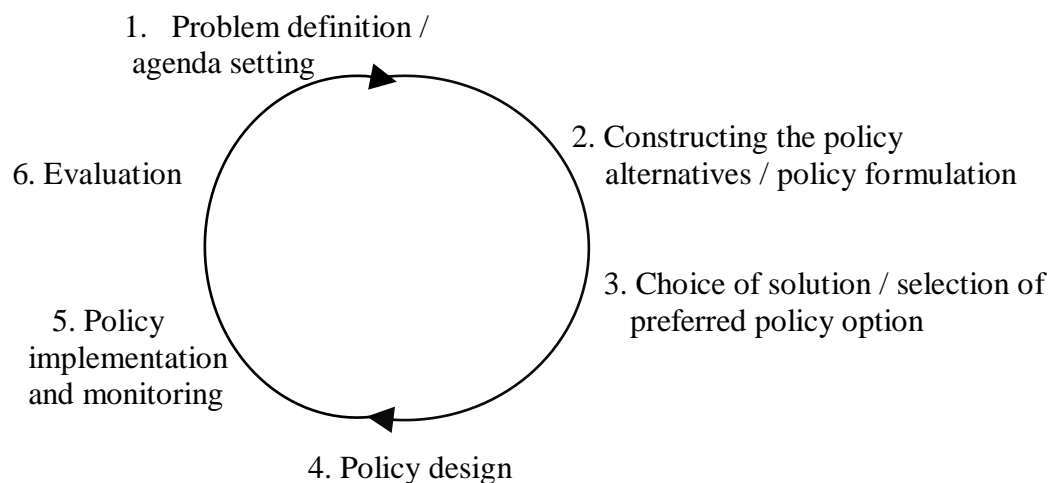 1. Problem definition /
agenda setting
2. Constructing the policy
alternatives / policy formulation
3. Choice of solution / selection of
preferred policy option
4. Policy design
5. Policy
implementation
and monitoring
6. Evaluation